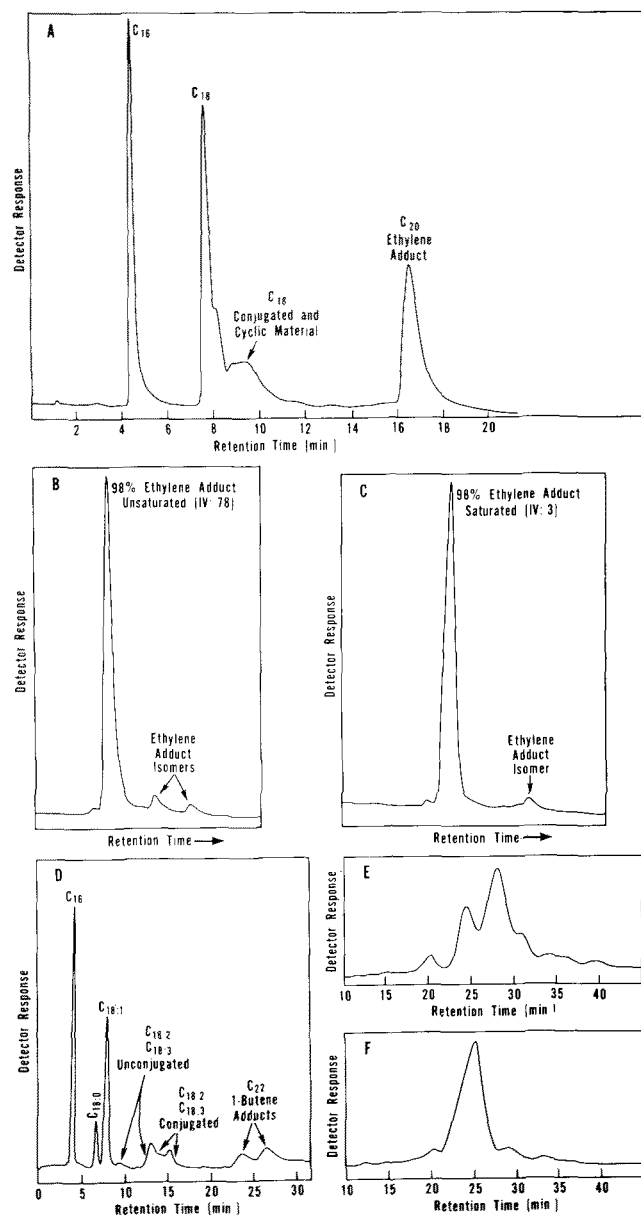 A
C16
C18
C18
Conjugated and
Cyclic Material
C20
Ethylene
Adduct
Detector Response
2 4 6 8 10 12 14 16 18 20
Retention Time (min)
B
98% Ethylene Adduct
Unsaturated (IV: 78)
Ethylene
Adduct
Isomers
Detector Response
Retention Time
C
98% Ethylene Adduct
Saturated (IV: 3)
Ethylene
Adduct
Isomer
Detector Response
Retention Time
D
C16
C18:0
C18:1
C18:2
C18:3
Unconjugated
C18:2
C18:3
Conjugated
C22
1-Butene
Adducts
Detector Response
0 5 10 15 20 25 30
Retention Time (min)
E
Detector Response
10 15 20 25 30 35 40
Retention Time (min)
F
Detector Response
10 15 20 25 30 35 40
Retention Time (min)